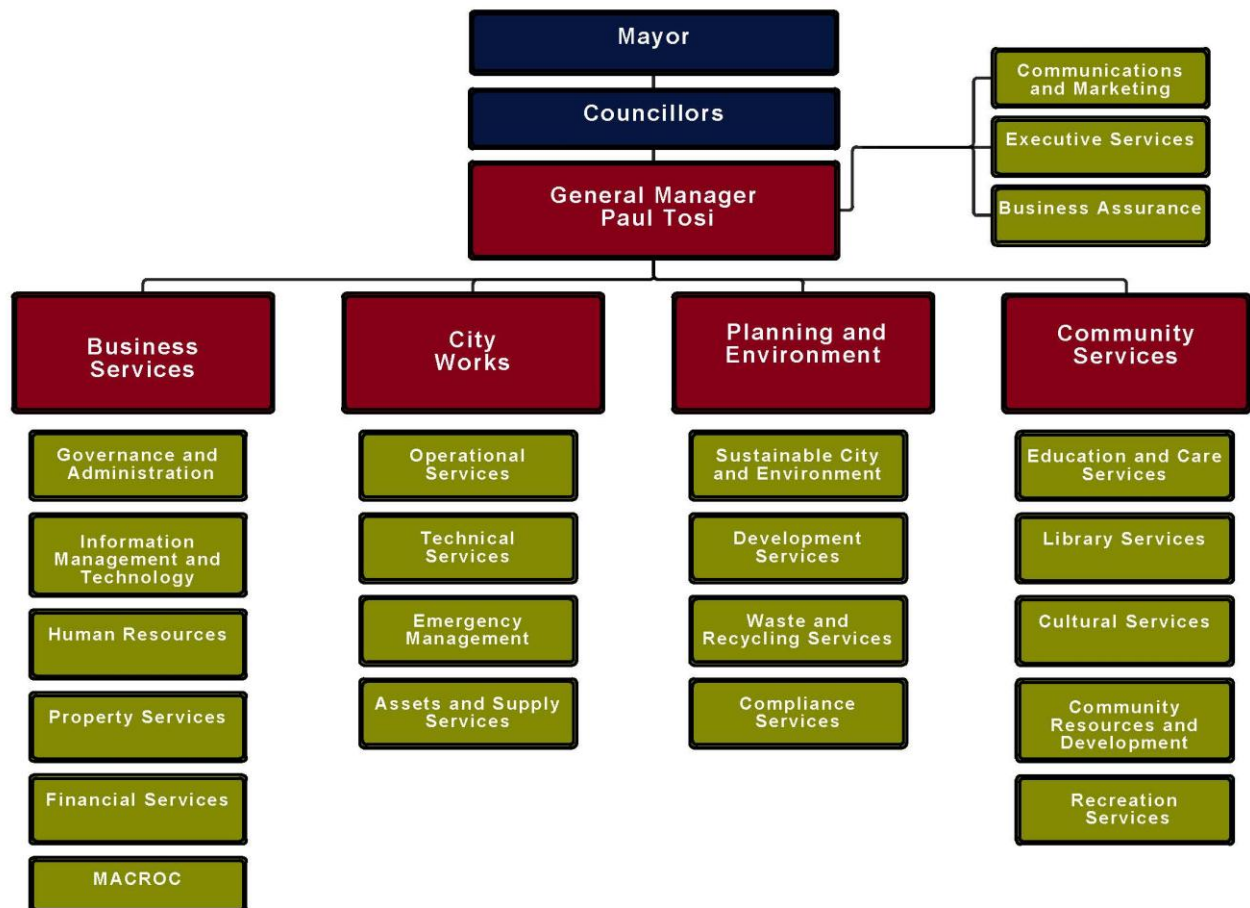 Mayor
Councillors
General Manager
Paul Tosi
Communications
and Marketing
Executive Services
Business Assurance
Business
Services
City
Works
Planning and
Environment
Community
Services
Governance and
Administration
Information
Management and
Technology
Human Resources
Property Services
Financial Services
MACROC
Operational
Services
Technical
Services
Emergency
Management
Assets and Supply
Services
Sustainable City
and Environment
Development
Services
Waste and
Recycling Services
Compliance
Services
Education and Care
Services
Library Services
Cultural Services
Community
Resources and
Development
Recreation
Services